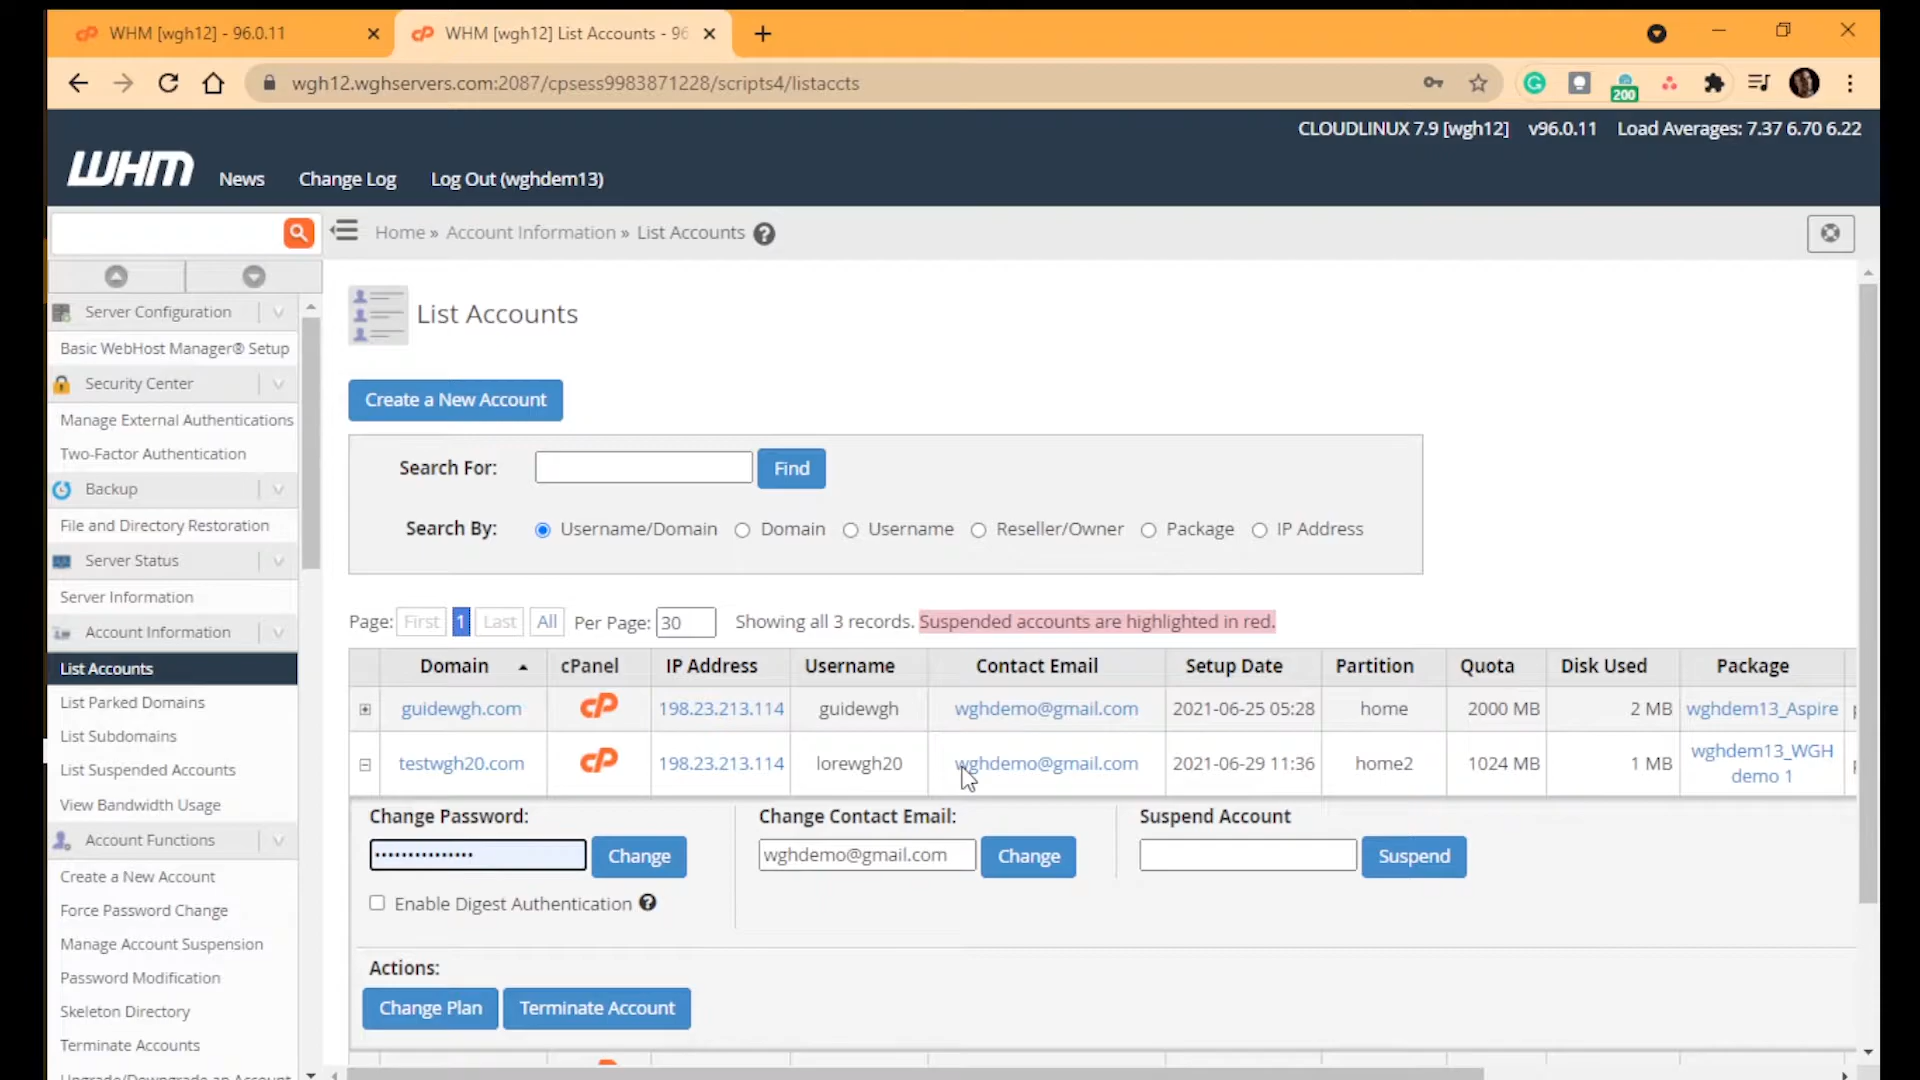 WHM [wgh12] - 96.0.11
WHM [wgh12] List Accounts - 96
wgh12.wghservers.com:2087/cpsess9983871228/scripts4/listaccts
200
CLOUDLINUX 7.9 [wgh12] v96.0.11 Load Averages: 7.37 6.70 6.22
WHM News Change Log Log Out (wghdem13)
Home » Account Information » List Accounts
Server Configuration
Basic WebHost Manager® Setup
Security Center
Manage External Authentications
Two-Factor Authentication
Backup
File and Directory Restoration
Server Status
Server Information
Account Information
List Accounts
List Parked Domains
List Subdomains
List Suspended Accounts
View Bandwidth Usage
Account Functions
Create a New Account
Force Password Change
Manage Account Suspension
Password Modification
Skeleton Directory
Terminate Accounts
Upgrade/Downgrade an Account
List Accounts
Create a New Account
Search For: Find
Search By: Username/Domain Domain Username Reseller/Owner Package IP Address
Page: First 1 Last All Per Page: 30 Showing all 3 records. Suspended accounts are highlighted in red.
Domain cPanel IP Address Username Contact Email Setup Date Partition Quota Disk Used Package
guidewgh.com cP 198.23.213.114 guidewgh wghdemo@gmail.com 2021-06-25 05:28 home 2000 MB 2 MB wghdem13_Aspire
testwgh20.com cP 198.23.213.114 lorewgh20 wghdemo@gmail.com 2021-06-29 11:36 home2 1024 MB 1 MB wghdem13_WGH
demo 1
Change Password: Change Contact Email: Suspend Account
•••••••••••••• Change wghdemo@gmail.com Change Suspend
Enable Digest Authentication
Actions:
Change Plan Terminate Account